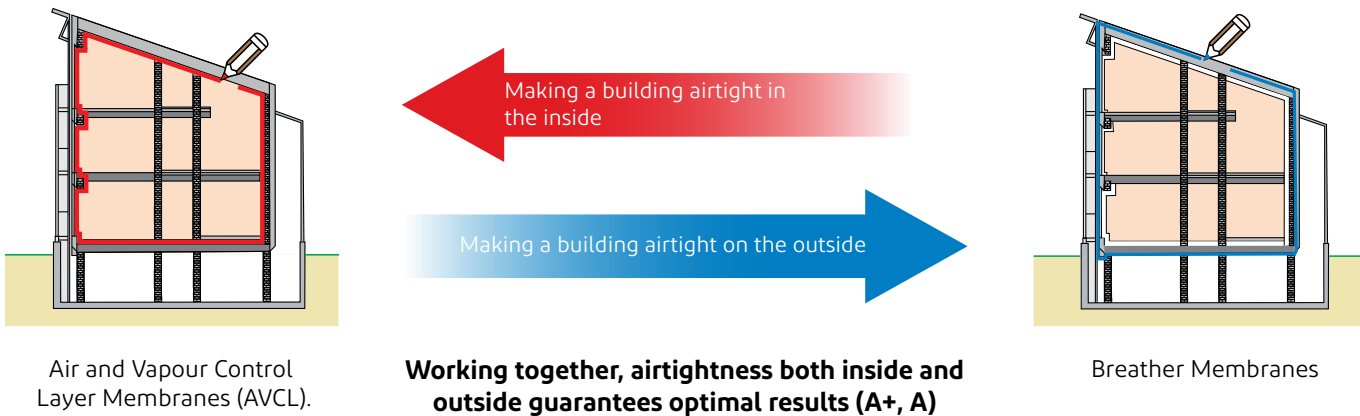 Making a building airtight in
the inside
Making a building airtight on the outside
Air and Vapour Control
Layer Membranes (AVCL).
Working together, airtightness both inside and
outside guarantees optimal results (A+, A)
Breather Membranes